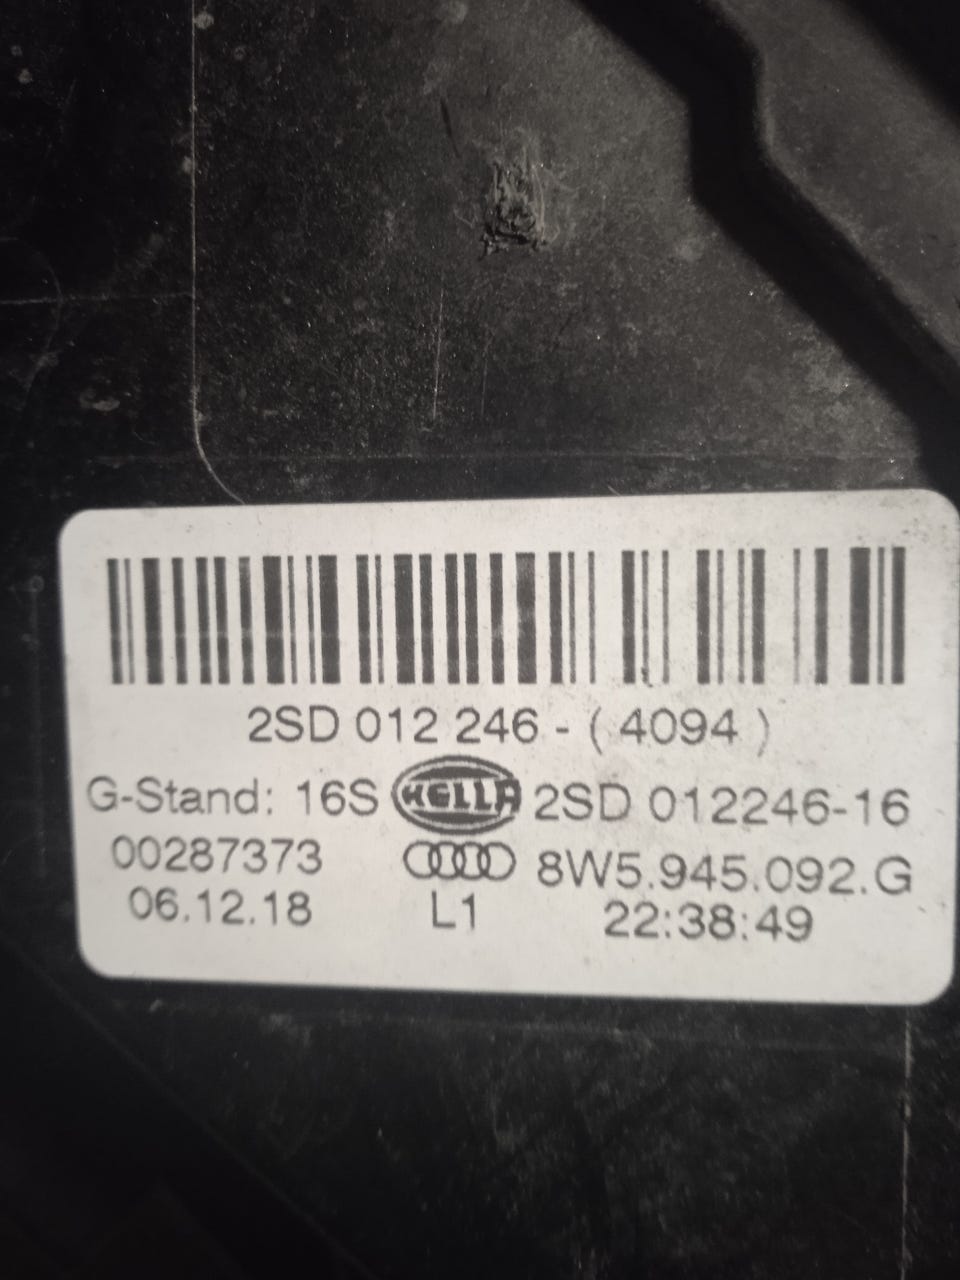 2SD 012 246 - ( 4094 )
G-Stand: 16S HELLA 2SD 012246-16
00287373 8W5.945.092.G
06.12.18 L1 22:38:49